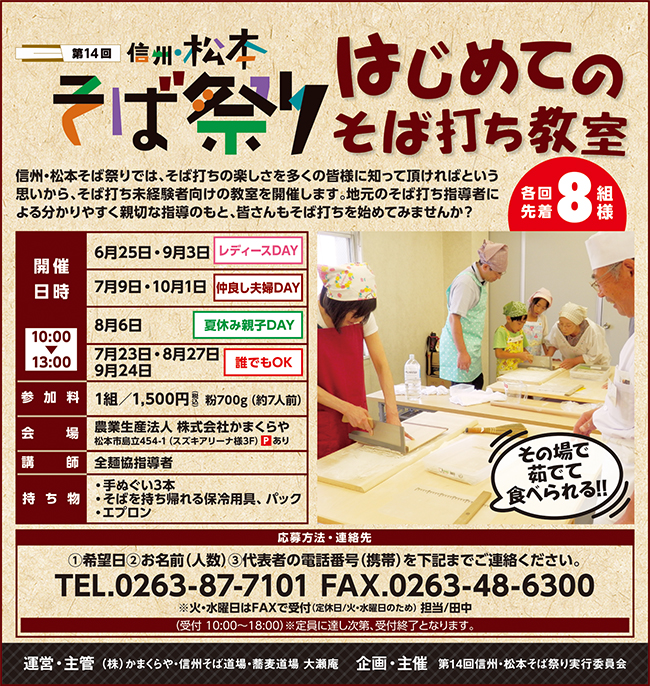 第14回
信州・松本
そば祭り
はじめての
そば打ち教室
信州・松本そば祭りでは、そば打ちの楽しさを多くの皆様に知って頂ければという
思いから、そば打ち未経験者向けの教室を開催します。地元のそば打ち指導者に
よる分かりやすく親切な指導のもと、皆さんもそば打ちを始めてみませんか?
各回
先着
8
組
様
開催
日時
10:00
▼
13:00
6月25日・9月3日 レディースDAY
7月9日・10月1日 仲良し夫婦DAY
8月6日 夏休み親子DAY
7月23日・8月27日
9月24日
誰でもOK
参加料 1組/1,500円(税込) 粉700g(約7人前)
会場 農業生産法人 株式会社かまくらや
松本市島立454-1(スズキアリーナ様3F) Pあり
講師 全麺協指導者
持ち物
・手ぬぐい3本
・そばを持ち帰れる保冷用具、パック
・エプロン
その場で
茹でて
食べられる!!
応募方法・連絡先
①希望日②お名前(人数)③代表者の電話番号(携帯)を下記までご連絡ください。
TEL.0263-87-7101 FAX.0263-48-6300
※火・水曜日はFAXで受付(定休日/火・水曜日のため) 担当/田中
(受付 10:00~18:00)※定員に達し次第、受付終了となります。
運営・主管 (株)かまくらや・信州そば道場・蕎麦道場 大瀬庵 企画・主催 第14回信州・松本そば祭り実行委員会